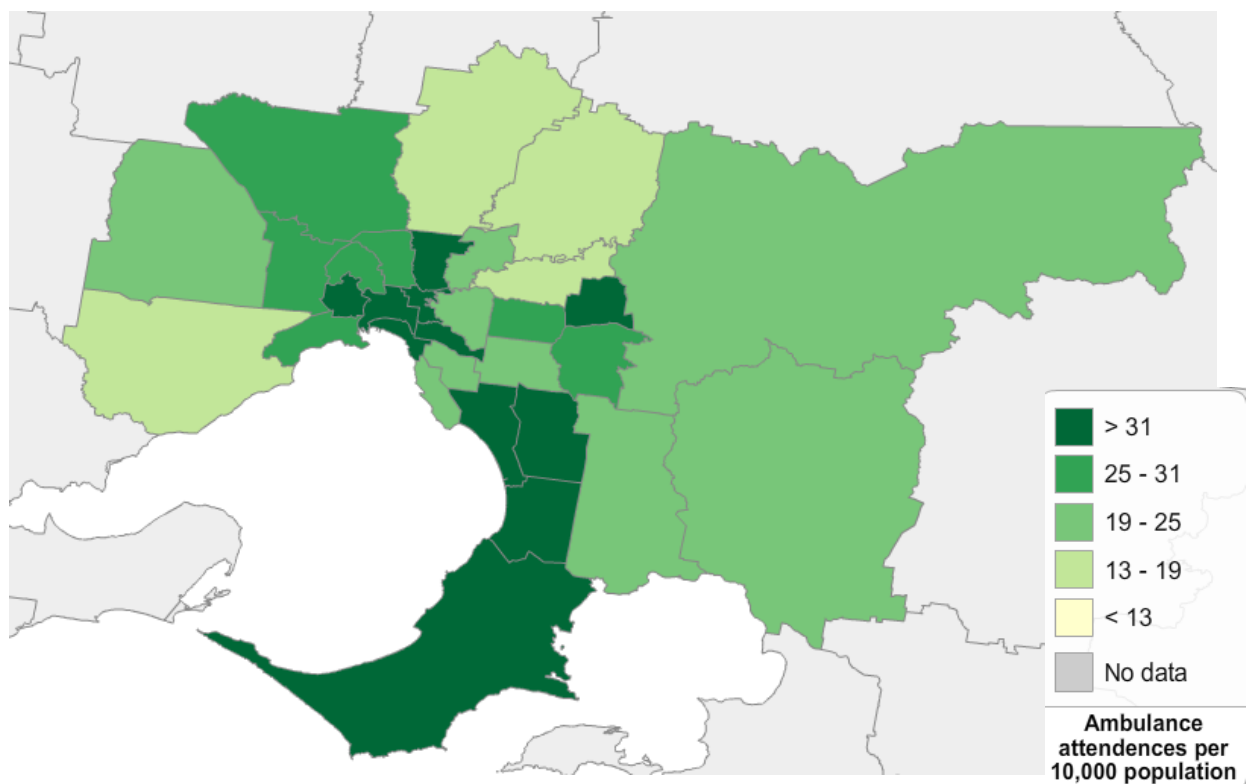 > 31
25 - 31
19 - 25
13 - 19
< 13
No data
Ambulance
attendences per
10,000 population